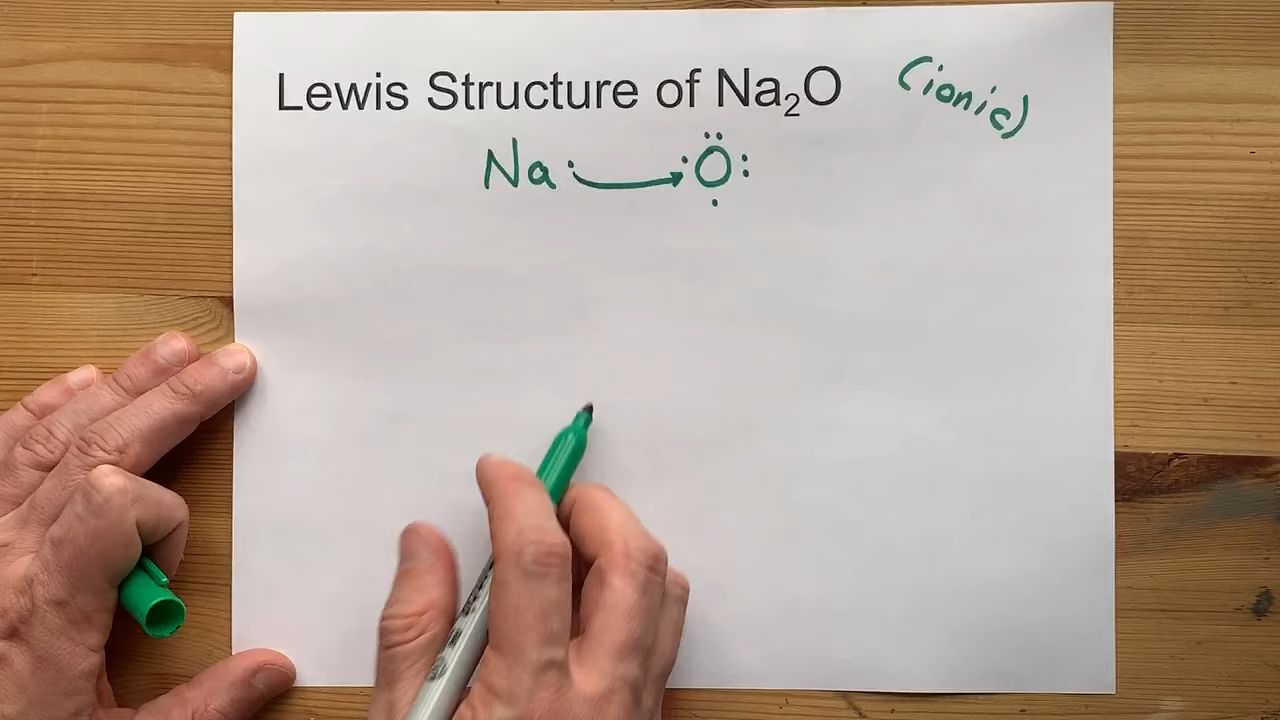 Lewis Structure of Na₂O (ionic)
Na· ·Ö: